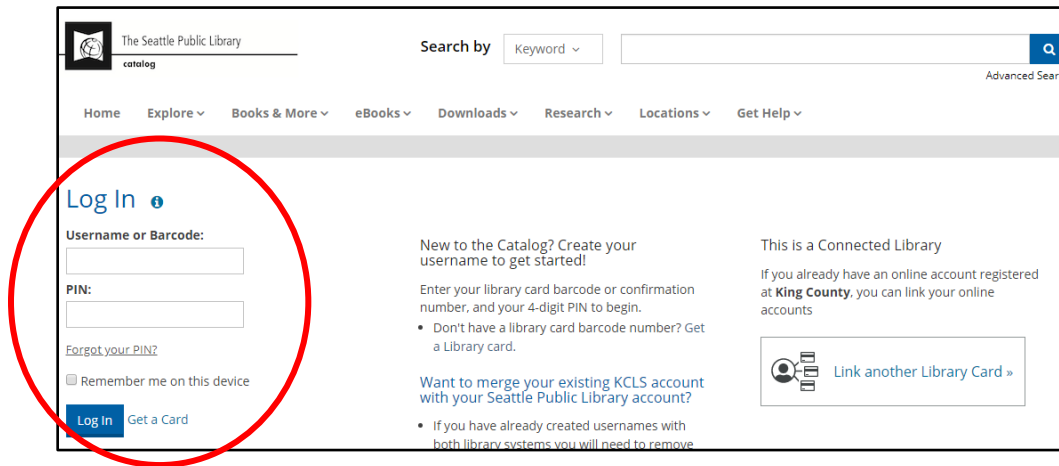 The Seattle Public Library
catalog
Search by Keyword
Advanced Sear
Home Explore Books & More eBooks Downloads Research Locations Get Help
Log In
Username or Barcode:
PIN:
Forgot your PIN?
Remember me on this device
Log In Get a Card
New to the Catalog? Create your
username to get started!
Enter your library card barcode or confirmation
number, and your 4-digit PIN to begin.
• Don't have a library card barcode number? Get
a Library card.
Want to merge your existing KCLS account
with your Seattle Public Library account?
• If you have already created usernames with
both library systems you will need to remove
This is a Connected Library
If you already have an online account registered
at King County, you can link your online
accounts
Link another Library Card »